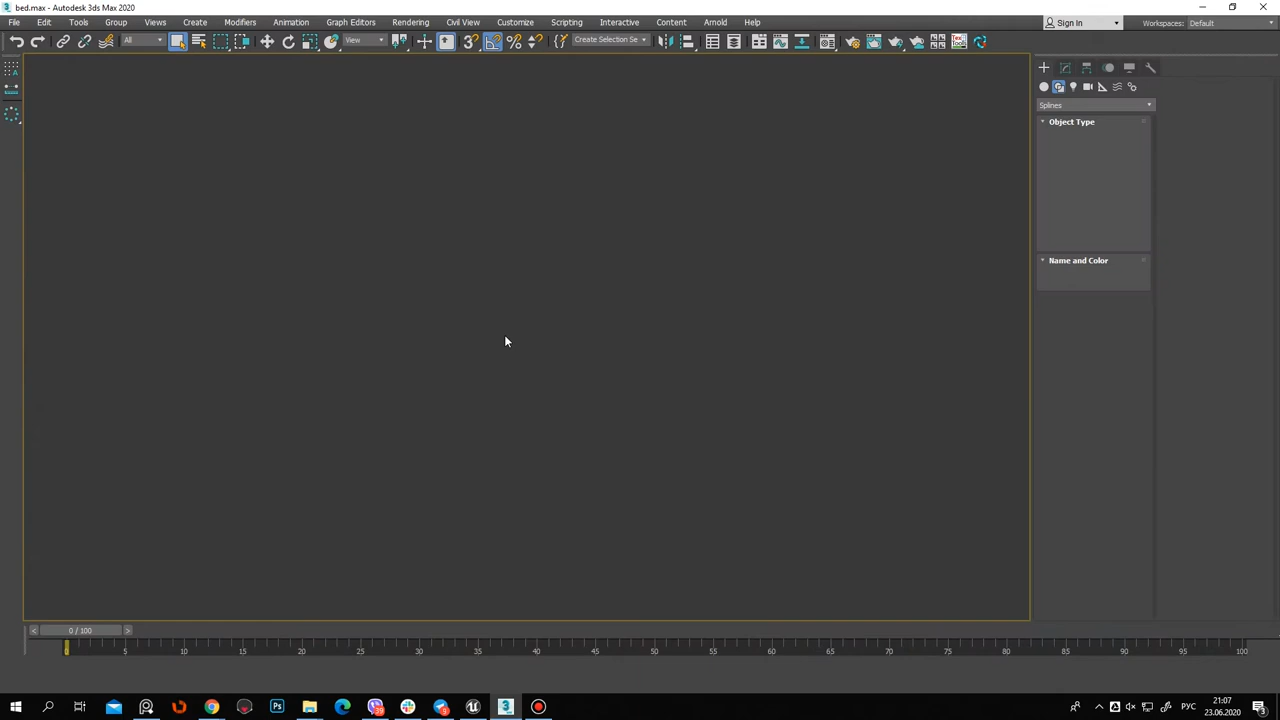 bed.max - Autodesk 3ds Max 2020
File Edit Tools Group Views Create Modifiers Animation Graph Editors Rendering Civil View Customize Scripting Interactive Content Arnold Help
Sign In
Workspaces: Default
All
View
Create Selection Se
Splines
Object Type
Name and Color
< 0 / 100 >
0 5 10 15 20 25 30 35 40 45 50 55 60 65 70 75 80 85 90 95 100
РУС
21:07
23.06.2020